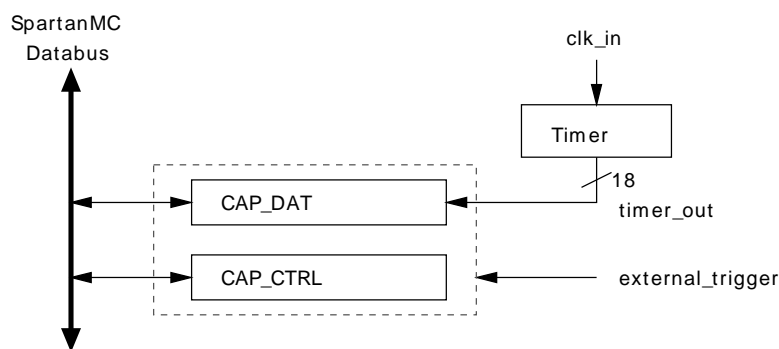 SpartanMC
Databus
clk_in
Timer
18
CAP_DAT
timer_out
CAP_CTRL
external_trigger